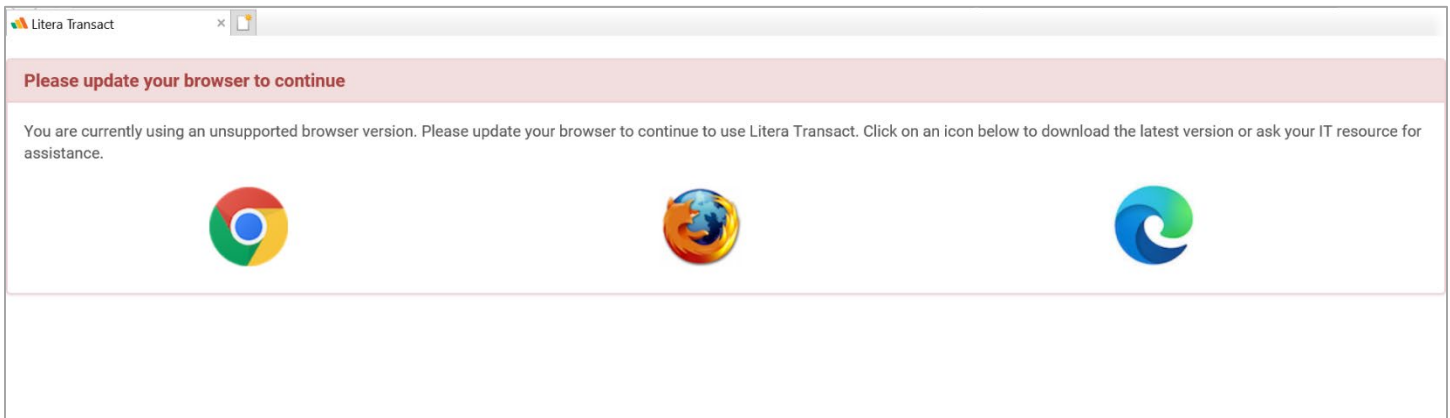 Litera Transact
Please update your browser to continue
You are currently using an unsupported browser version. Please update your browser to continue to use Litera Transact. Click on an icon below to download the latest version or ask your IT resource for
assistance.